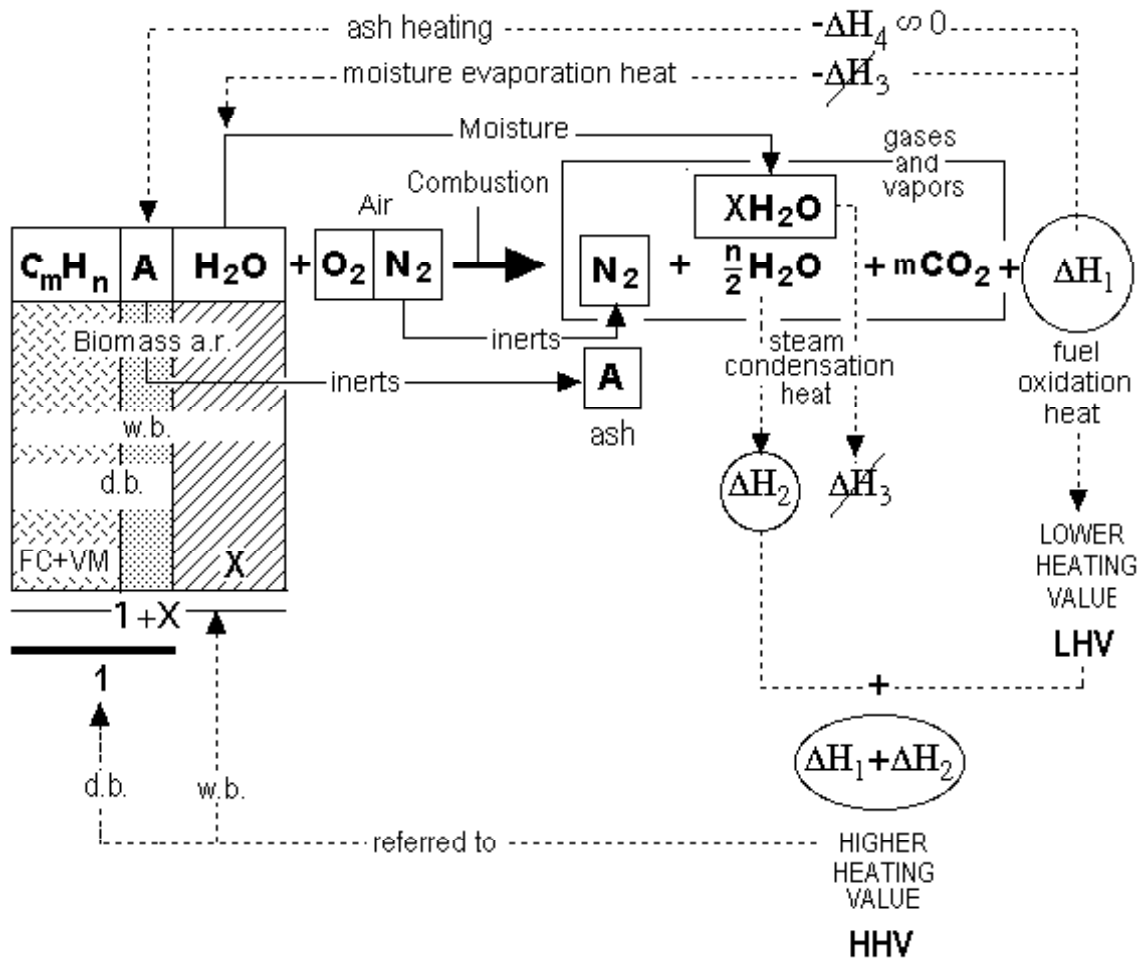 ash heating
-ΔH₄ ∽ 0
moisture evaporation heat
-ΔH₃
Moisture
gases
and
vapors
Combustion
Air
XH₂O
CₘHₙ A H₂O + O₂ N₂
N₂ + n/2 H₂O + mCO₂ + ΔH₁
Biomass a.r.
inerts
inerts
A
ash
steam
condensation
heat
fuel
oxidation
heat
w.b.
d.b.
ΔH₂ ΔH₃
FC+VM X
LOWER
HEATING
VALUE
LHV
1+X
1
+
ΔH₁+ΔH₂
d.b. w.b.
referred to
HIGHER
HEATING
VALUE
HHV